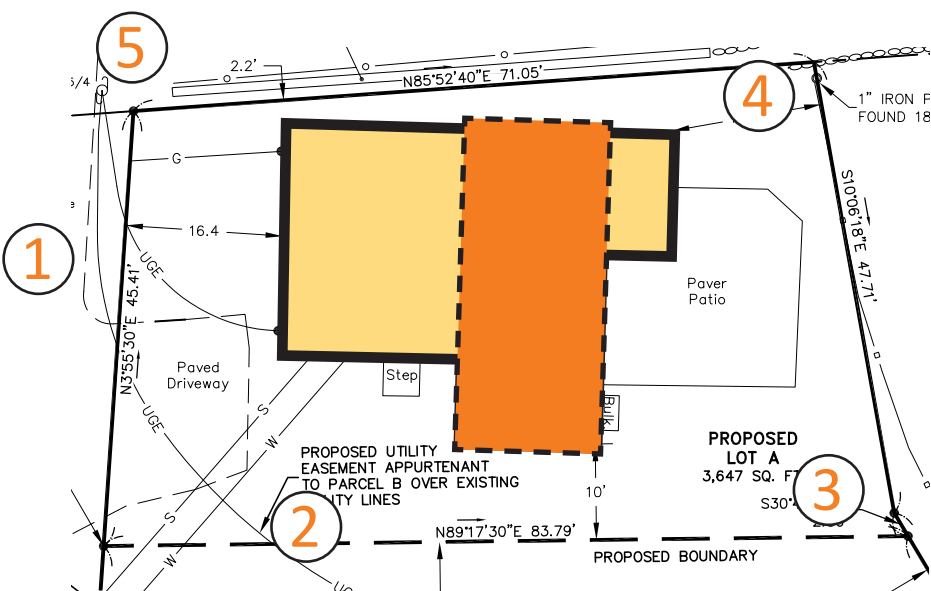 5
2.2'
N85°52'40"E 71.05'
5/4
4
1" IRON P
FOUND 18
G
16.4
1
UGE
N3°55'30"E 45.41'
S10°06'18"E 47.71'
Paver
Patio
Paved
Driveway
Step
UGE
S
W
Bulk
PROPOSED UTILITY
EASEMENT APPURTENANT
TO PARCEL B OVER EXISTING
LINES
PROPOSED
LOT A
3,647 SQ. FT
10'
3
S30°
2
S
W
N89°17'30"E 83.79'
PROPOSED BOUNDARY